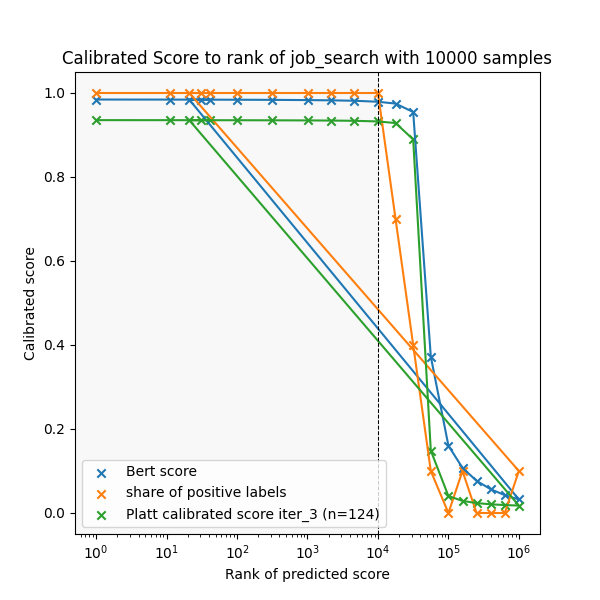 Calibrated Score to rank of job_search with 10000 samples
1.0
0.8
0.6
0.4
0.2
0.0
Calibrated score
Bert score
share of positive labels
Platt calibrated score iter_3 (n=124)
10⁰ 10¹ 10² 10³ 10⁴ 10⁵ 10⁶
Rank of predicted score